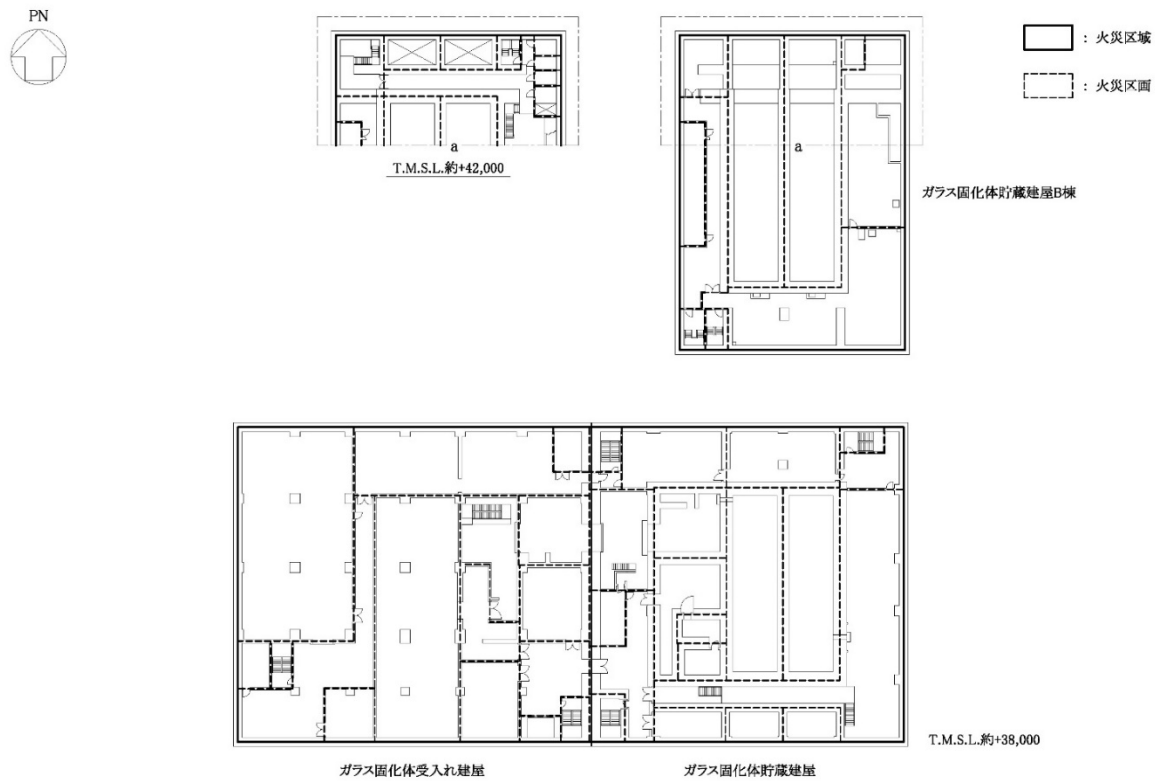 PN
: 火災区域
: 火災区画
a
T.M.S.L.約+42,000
a
ガラス固化体貯蔵建屋B棟
T.M.S.L.約+38,000
ガラス固化体受入れ建屋
ガラス固化体貯蔵建屋